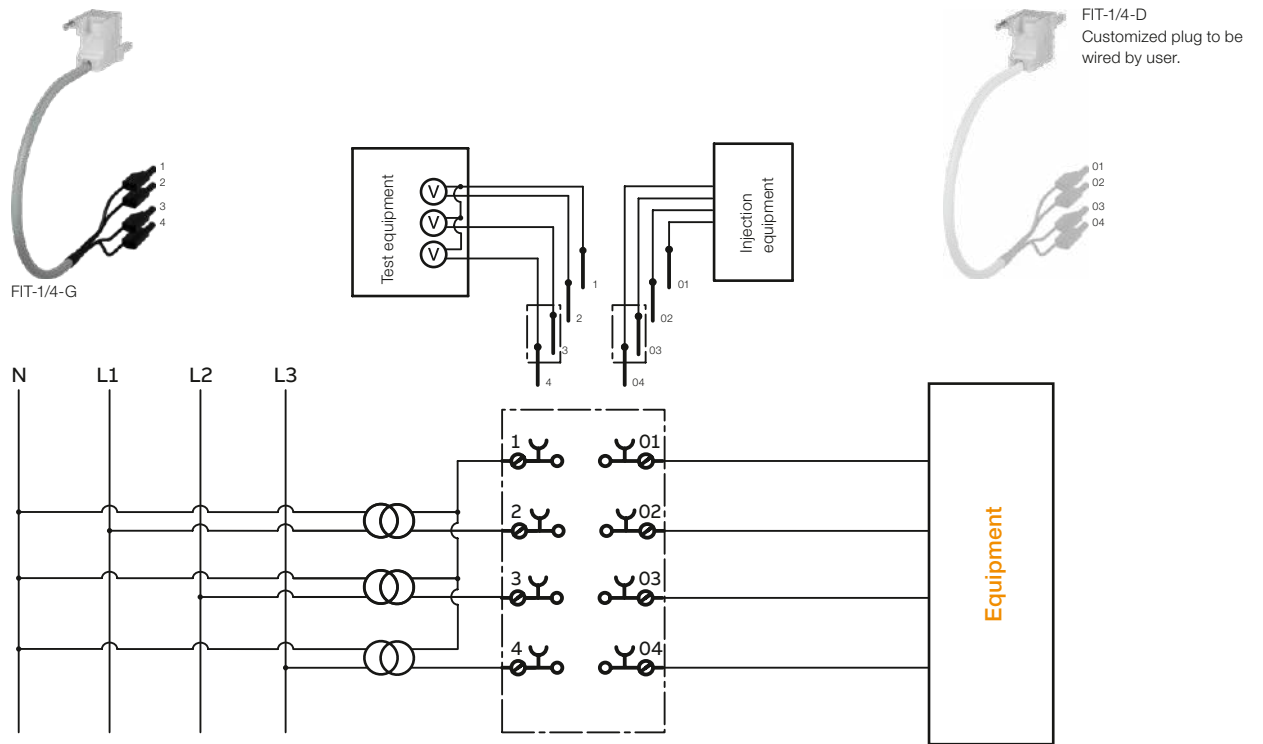 FIT-1/4-D
Customized plug to be
wired by user.
1
2
3
4
FIT-1/4-G
01
02
03
04
Test equipment
V
V
V
Injection
equipment
1
2
3
4
01
02
03
04
N L1 L2 L3
1 01
2 02
3 03
4 04
Equipment